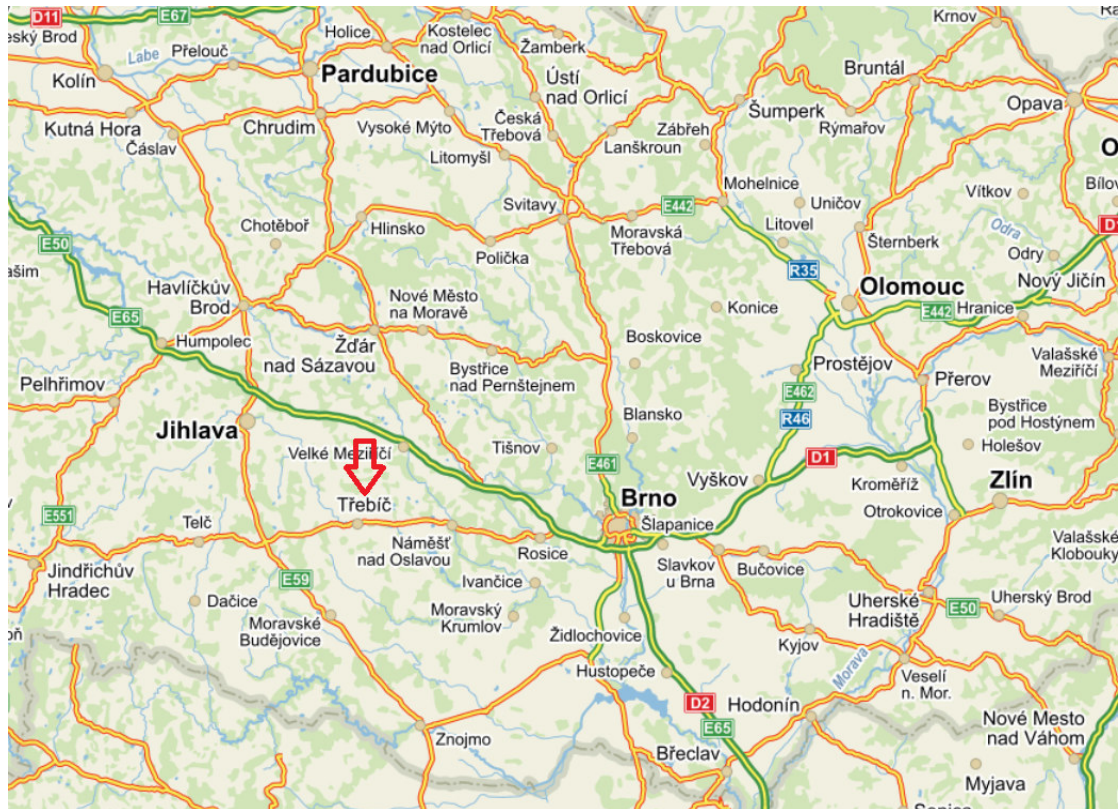 D11
E67
eský Brod
Labe
Přelouč
Holice
Kostelec
nad Orlicí
Žamberk
Krnov
Kolín
Pardubice
Ústí
nad Orlicí
Bruntál
Šumperk
Opava
Kutná Hora
Chrudim
Vysoké Mýto
Česká
Třebová
Zábřeh
Rýmařov
Čáslav
Litomyšl
Lanškroun
Mohelnice
Vítkov
Bílov
Chotěboř
Hlinsko
Svitavy
E442
Uničov
Litovel
Odra
E50
Moravská
Třebová
Šternberk
Odry
ašim
Polička
R35
Nový Jičín
Havlíčkův
Brod
Nové Město
na Moravě
Konice
Olomouc
E442
Hranice
E65
Humpolec
Žďár
nad Sázavou
Boskovice
Prostějov
Valašské
Meziříčí
Bystřice
nad Pernštejnem
Pelhřimov
Přerov
E462
R46
Bystřice
pod Hostýnem
Jihlava
Blansko
Holešov
Velké Meziříčí
Tišnov
D1
E461
Vyškov
Kroměříž
Zlín
Třebíč
Brno
Otrokovice
E551
Telč
Šlapanice
Náměšť
nad Oslavou
Rosice
Slavkov
u Brna
Bučovice
Valašské
Klobouky
Jindřichův
Hradec
E59
Ivančice
Dačice
Uherské
Hradiště
E50
Uherský Brod
Moravské
Budějovice
Moravský
Krumlov
Židlochovice
Kyjov
Morava
Hustopeče
Veselí
n. Mor.
D2
Hodonín
Znojmo
E65
Nové Mesto
nad Váhom
Břeclav
Myjava